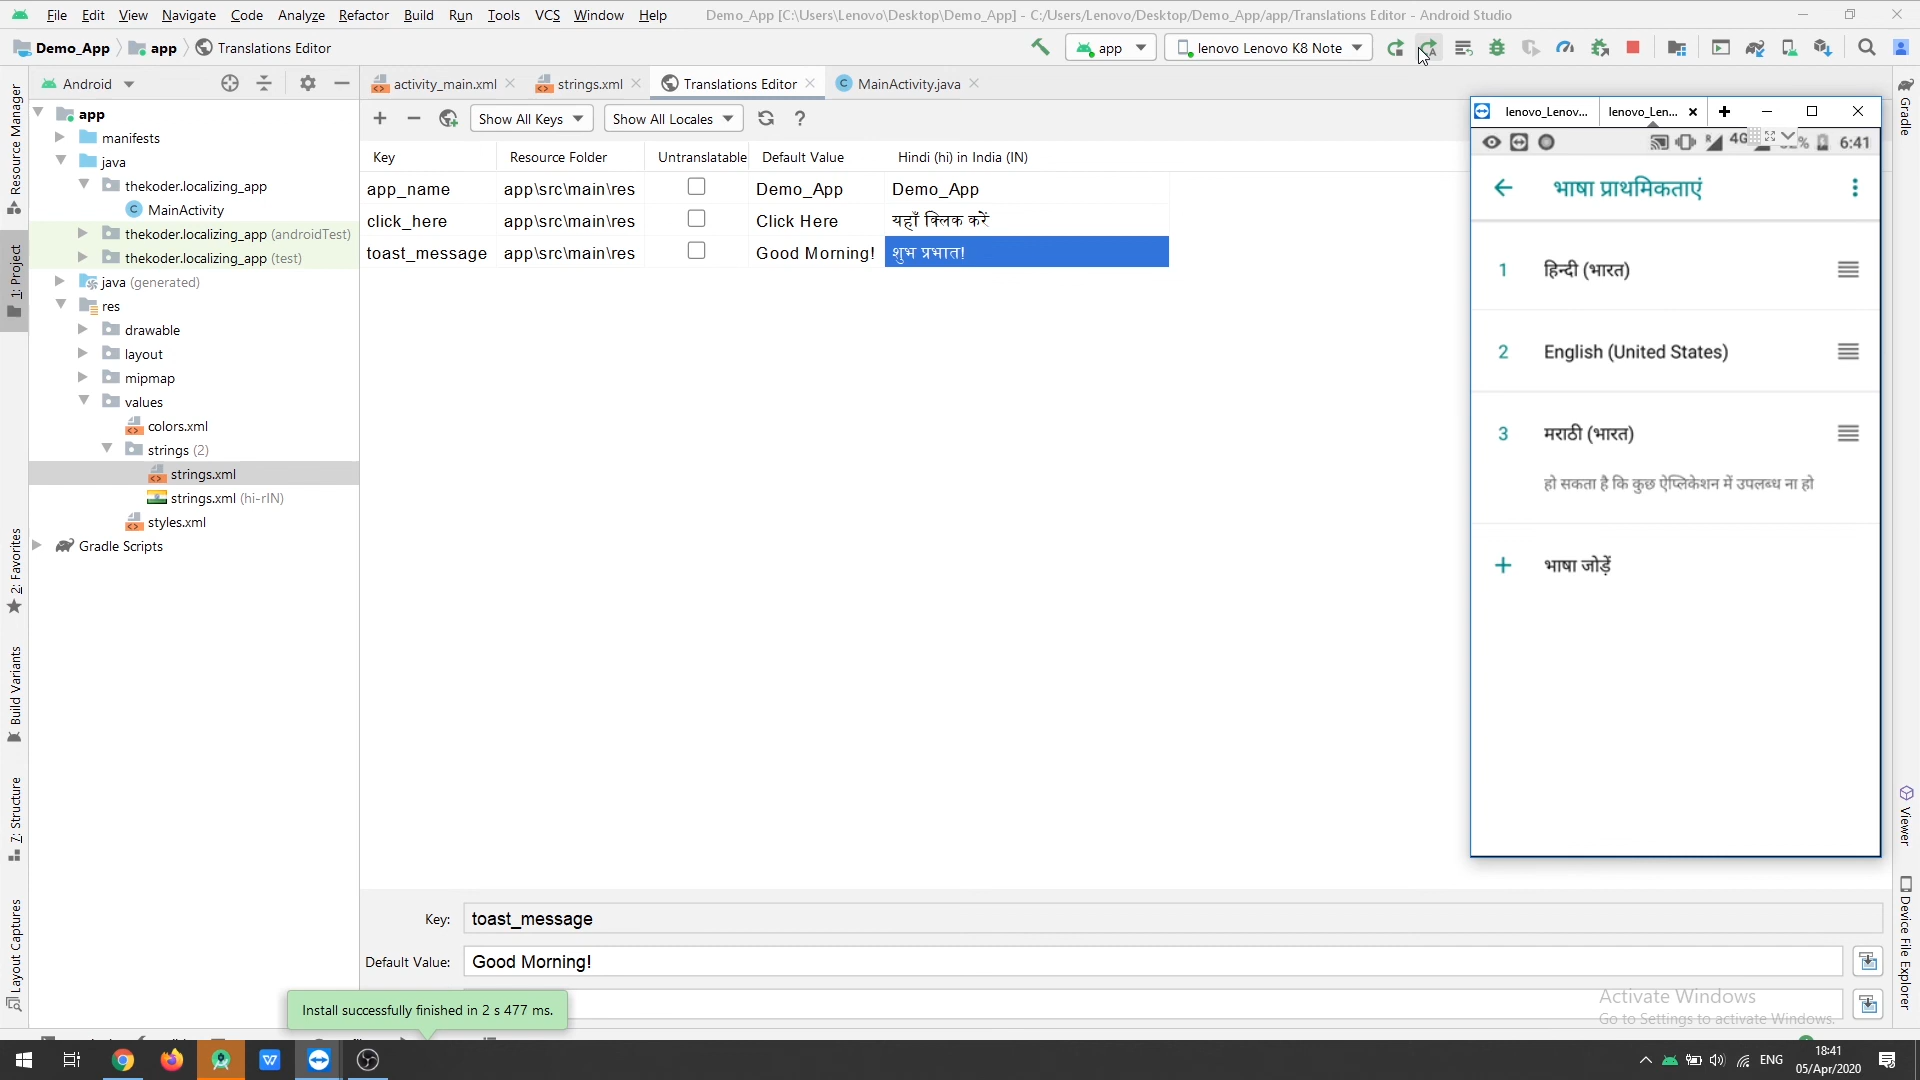 File Edit View Navigate Code Analyze Refactor Build Run Tools VCS Window Help
Demo_App [C:\Users\Lenovo\Desktop\Demo_App] - C:/Users/Lenovo/Desktop/Demo_App/app/Translations Editor - Android Studio
Demo_App app Translations Editor
app lenovo Lenovo K8 Note
Android
activity_main.xml strings.xml Translations Editor MainActivity.java
Show All Keys Show All Locales
Resource Manager
1: Project
2: Favorites
Build Variants
7: Structure
Layout Captures
app
manifests
java
thekoder.localizing_app
MainActivity
thekoder.localizing_app (androidTest)
thekoder.localizing_app (test)
java (generated)
res
drawable
layout
mipmap
values
colors.xml
strings (2)
strings.xml
strings.xml (hi-rIN)
styles.xml
Gradle Scripts
Key Resource Folder Untranslatable Default Value Hindi (hi) in India (IN)
app_name app\src\main\res Demo_App Demo_App
click_here app\src\main\res Click Here यहाँ क्लिक करें
toast_message app\src\main\res Good Morning! शुभ प्रभात!
lenovo_Lenov... lenovo_Len...
4G % 6:41
भाषा प्राथमिकताएं
1 हिन्दी (भारत)
2 English (United States)
3 मराठी (भारत)
हो सकता है कि कुछ ऐप्लिकेशन में उपलब्ध ना हो
+ भाषा जोड़ें
Gradle
Viewer
Device File Explorer
Key: toast_message
Default Value: Good Morning!
Install successfully finished in 2 s 477 ms.
Activate Windows
Go to Settings to activate Windows.
ENG
18:41
05/Apr/2020